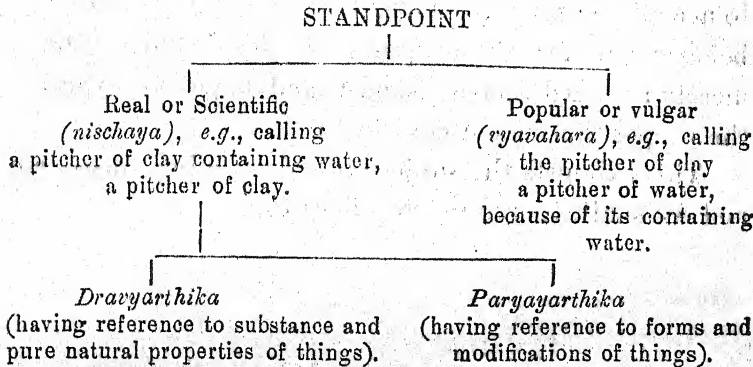 STANDPOINT
Real or Scientific
(nischaya), e.g., calling
a pitcher of clay containing water,
a pitcher of clay.
Popular or vulgar
(vyavahara), e.g., calling
the pitcher of clay
a pitcher of water,
because of its containing
water.
Dravyarthika
(having reference to substance and
pure natural properties of things).
Paryayarthika
(having reference to forms and
modifications of things).